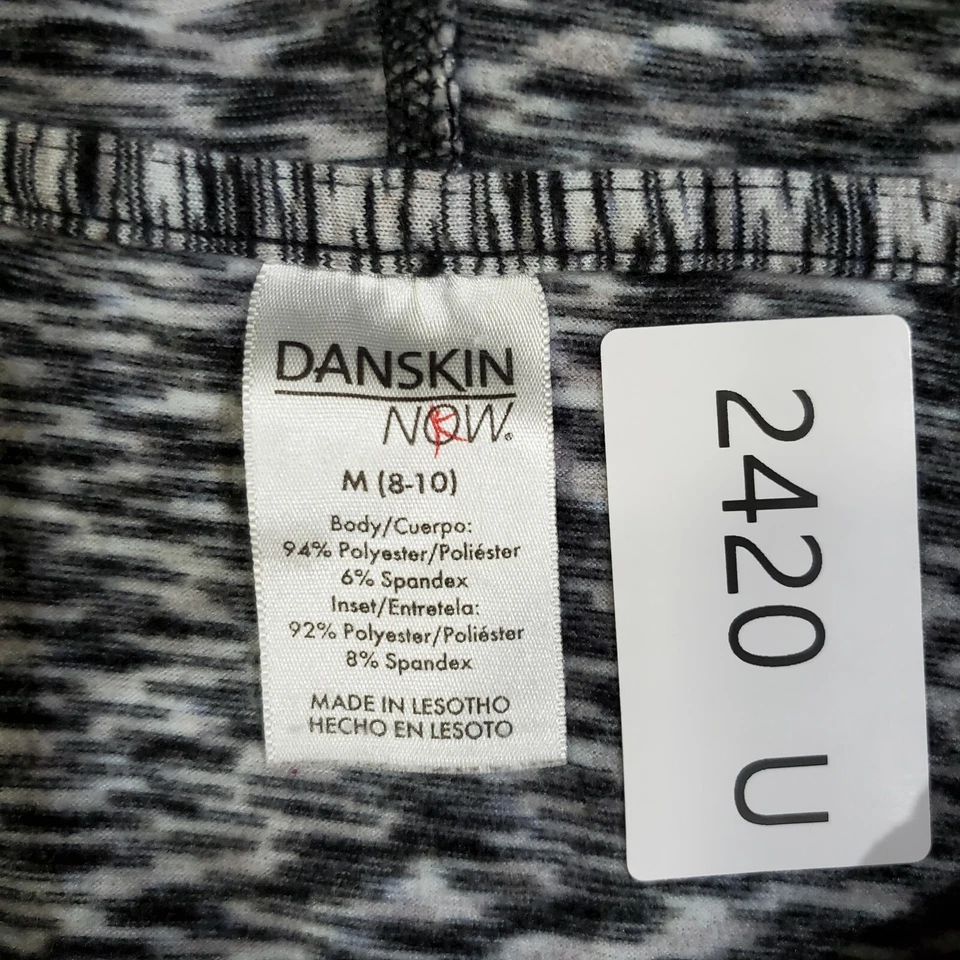 DANSKIN
NOW®
K
M (8-10)
Body/Cuerpo:
94% Polyester/Poliéster
6% Spandex
Inset/Entretela:
92% Polyester/Poliéster
8% Spandex
MADE IN LESOTHO
HECHO EN LESOTO
2420 U